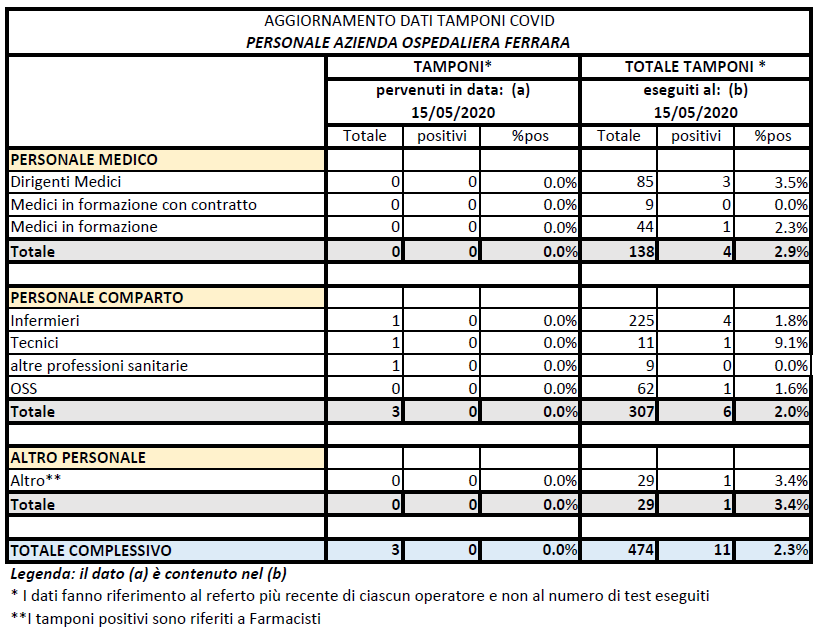 AGGIORNAMENTO DATI TAMPONI COVID
PERSONALE AZIENDA OSPEDALIERA FERRARA
TAMPONI* TOTALE TAMPONI *
pervenuti in data: (a) eseguiti al: (b)
15/05/2020 15/05/2020
Totale positivi %pos Totale positivi %pos
PERSONALE MEDICO
Dirigenti Medici 0 0 0.0% 85 3 3.5%
Medici in formazione con contratto 0 0 0.0% 9 0 0.0%
Medici in formazione 0 0 0.0% 44 1 2.3%
Totale 0 0 0.0% 138 4 2.9%
PERSONALE COMPARTO
Infermieri 1 0 0.0% 225 4 1.8%
Tecnici 1 0 0.0% 11 1 9.1%
altre professioni sanitarie 1 0 0.0% 9 0 0.0%
OSS 0 0 0.0% 62 1 1.6%
Totale 3 0 0.0% 307 6 2.0%
ALTRO PERSONALE
Altro** 0 0 0.0% 29 1 3.4%
Totale 0 0 0.0% 29 1 3.4%
TOTALE COMPLESSIVO 3 0 0.0% 474 11 2.3%
Legenda: il dato (a) è contenuto nel (b)
* I dati fanno riferimento al referto più recente di ciascun operatore e non al numero di test eseguiti
**I tamponi positivi sono riferiti a Farmacisti